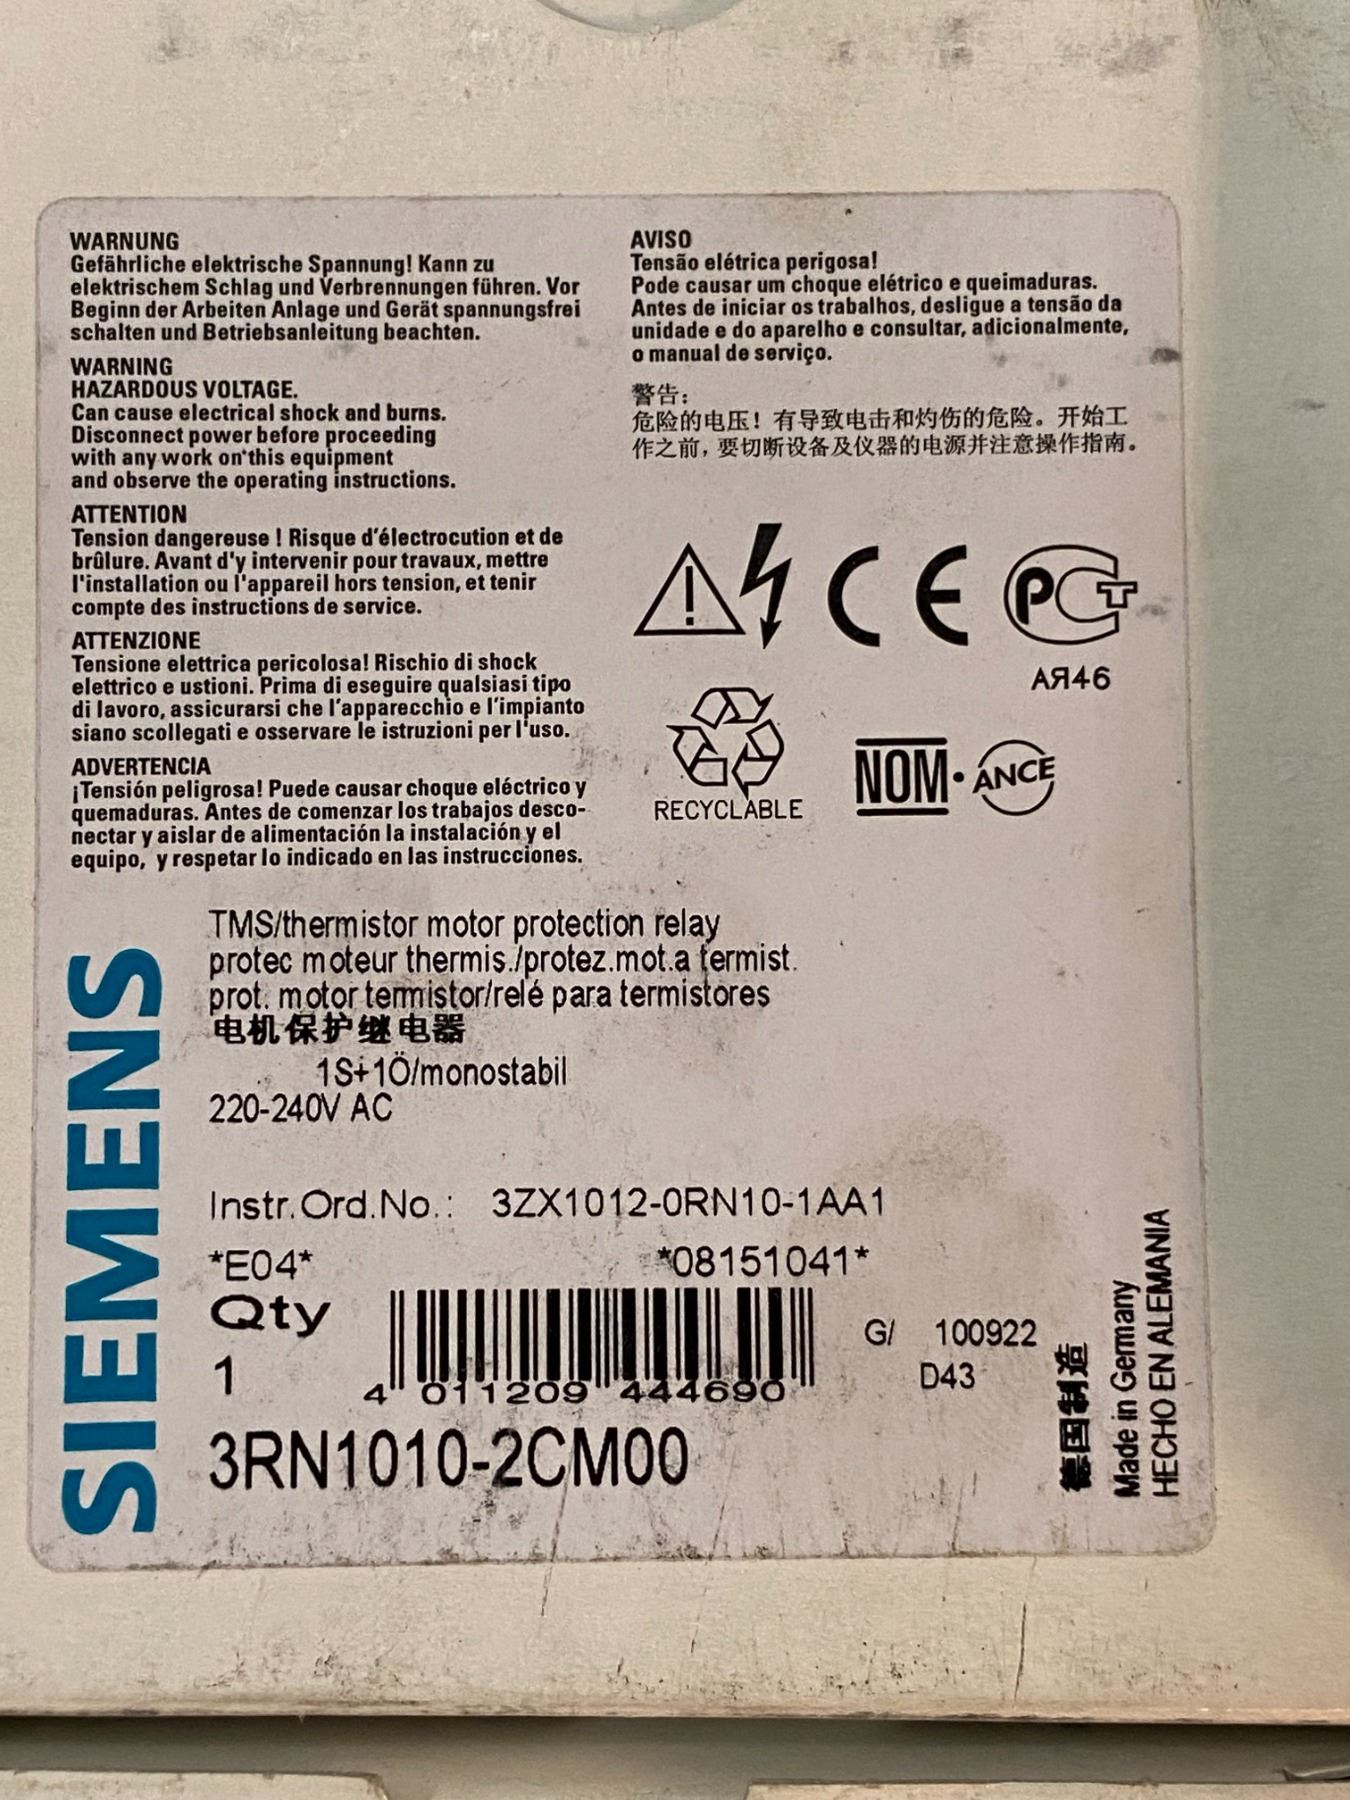 WARNUNG
Gefährliche elektrische Spannung! Kann zu
elektrischem Schlag und Verbrennungen führen. Vor
Beginn der Arbeiten Anlage und Gerät spannungsfrei
schalten und Betriebsanleitung beachten.
WARNING
HAZARDOUS VOLTAGE.
Can cause electrical shock and burns.
Disconnect power before proceeding
with any work on this equipment
and observe the operating instructions.
ATTENTION
Tension dangereuse ! Risque d'électrocution et de
brûlure. Avant d'y intervenir pour travaux, mettre
l'installation ou l'appareil hors tension, et tenir
compte des instructions de service.
ATTENZIONE
Tensione elettrica pericolosa! Rischio di shock
elettrico e ustioni. Prima di eseguire qualsiasi tipo
di lavoro, assicurarsi che l'apparecchio e l'impianto
siano scollegati e osservare le istruzioni per l'uso.
ADVERTENCIA
¡Tensión peligrosa! Puede causar choque eléctrico y
quemaduras. Antes de comenzar los trabajos desco-
nectar y aislar de alimentación la instalación y el
equipo, y respetar lo indicado en las instrucciones.
AVISO
Tensão elétrica perigosa!
Pode causar um choque elétrico e queimaduras.
Antes de iniciar os trabalhos, desligue a tensão da
unidade e do aparelho e consultar, adicionalmente,
o manual de serviço.
警告:
危险的电压! 有导致电击和灼伤的危险。开始工
作之前, 要切断设备及仪器的电源并注意操作指南。
CE PCT
АЯ46
RECYCLABLE
NOM·ANCE
SIEMENS
TMS/thermistor motor protection relay
protec moteur thermis./protez.mot.a termist.
prot. motor termistor/relé para termistores
电机保护继电器
1S+1Ö/monostabil
220-240V AC
Instr.Ord.No.: 3ZX1012-0RN10-1AA1
*E04* *08151041*
Qty
1
4 011209 444690
G/ 100922
D43
3RN1010-2CM00
德国制造
Made in Germany
HECHO EN ALEMANIA